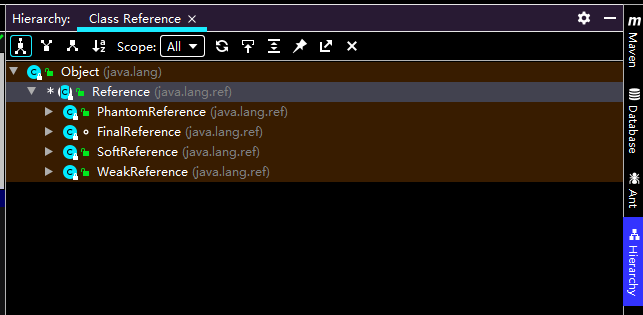 Hierarchy: Class Reference
Scope: All
Object (java.lang)
* Reference (java.lang.ref)
PhantomReference (java.lang.ref)
FinalReference (java.lang.ref)
SoftReference (java.lang.ref)
WeakReference (java.lang.ref)
Maven
Database
Ant
Hierarchy